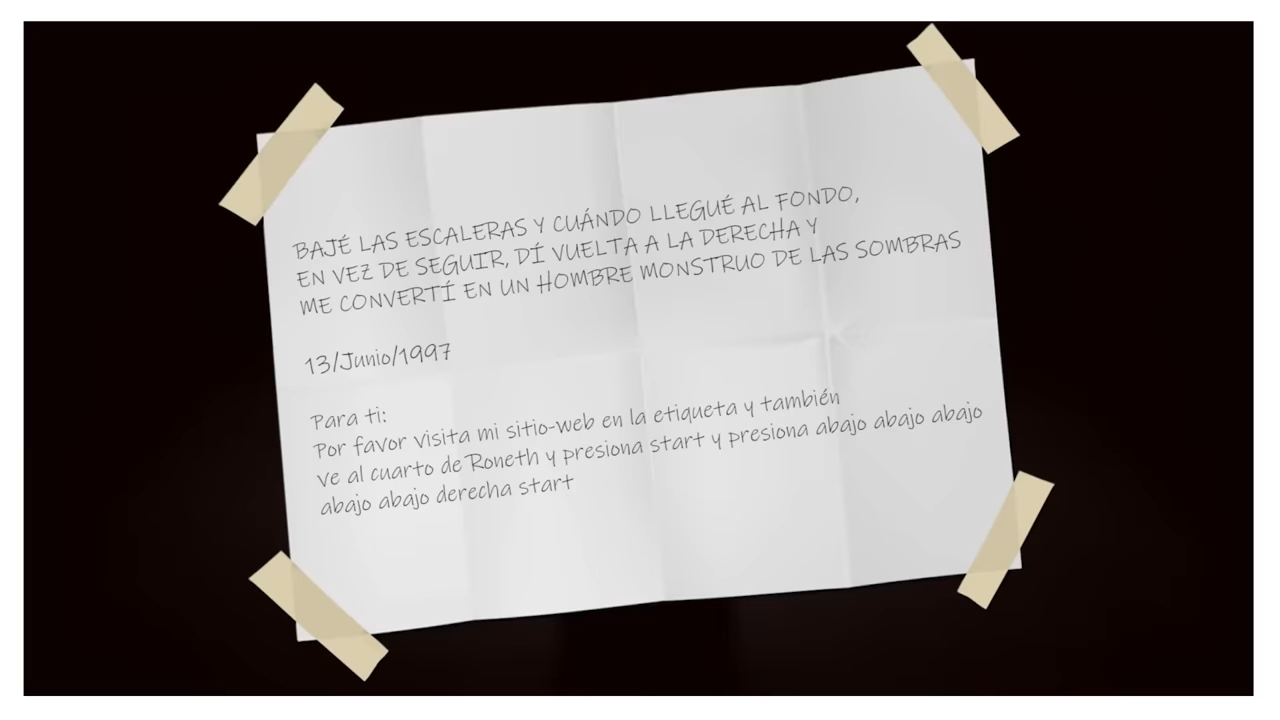 BAJÉ LAS ESCALERAS Y CUÁNDO LLEGUÉ AL FONDO,
EN VEZ DE SEGUIR, DÍ VUELTA A LA DERECHA Y
ME CONVERTÍ EN UN HOMBRE MONSTRUO DE LAS SOMBRAS
13/Junio/1997
Para ti:
Por favor visita mi sitio-web en la etiqueta y también
ve al cuarto de Roneth y presiona start y presiona abajo abajo abajo
abajo abajo derecha start